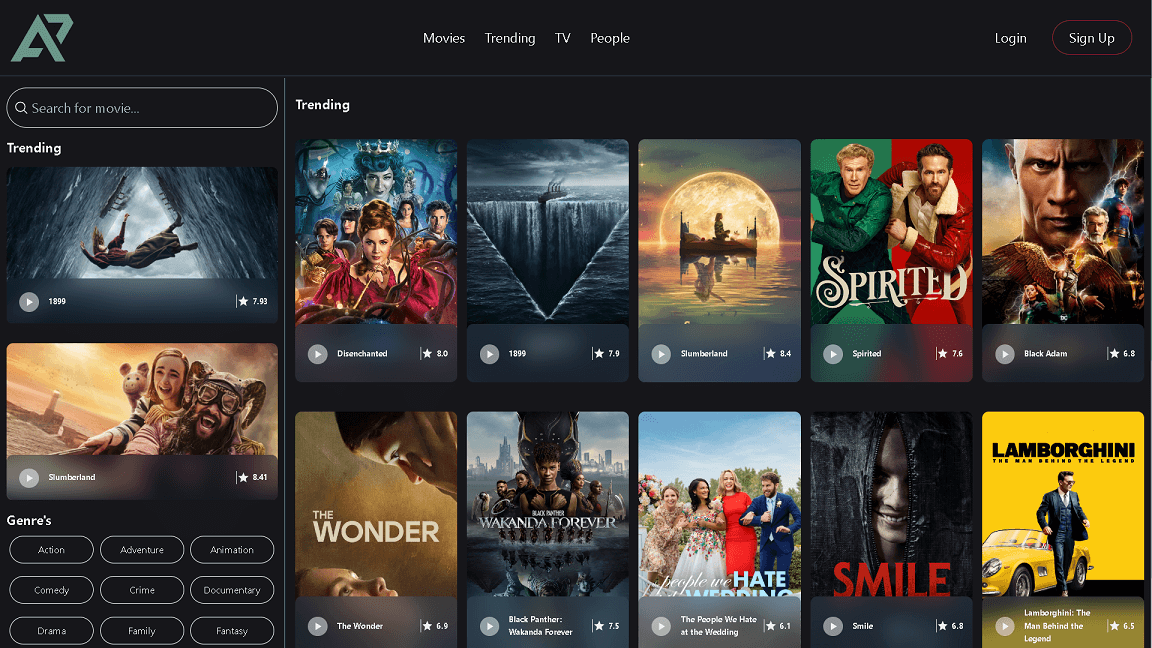 Movies Trending TV People Login Sign Up
Search for movie...
Trending
1899 7.93
Slumberland 8.41
Genre's
Action Adventure Animation
Comedy Crime Documentary
Drama Family Fantasy
Trending
SPIRITED
DC
Disenchanted 8.0
1899 7.9
Slumberland 8.4
Spirited 7.6
Black Adam 6.8
THE
WONDER
BLACK PANTHER
WAKANDA FOREVER
people we HATE
WEDDING
SMILE
LAMBORGHINI
THE MAN BEHIND THE LEGEND
The Wonder 6.9
Black Panther:
Wakanda Forever 7.5
The People We Hate
at the Wedding 6.1
Smile 6.8
Lamborghini: The
Man Behind the
Legend 6.5